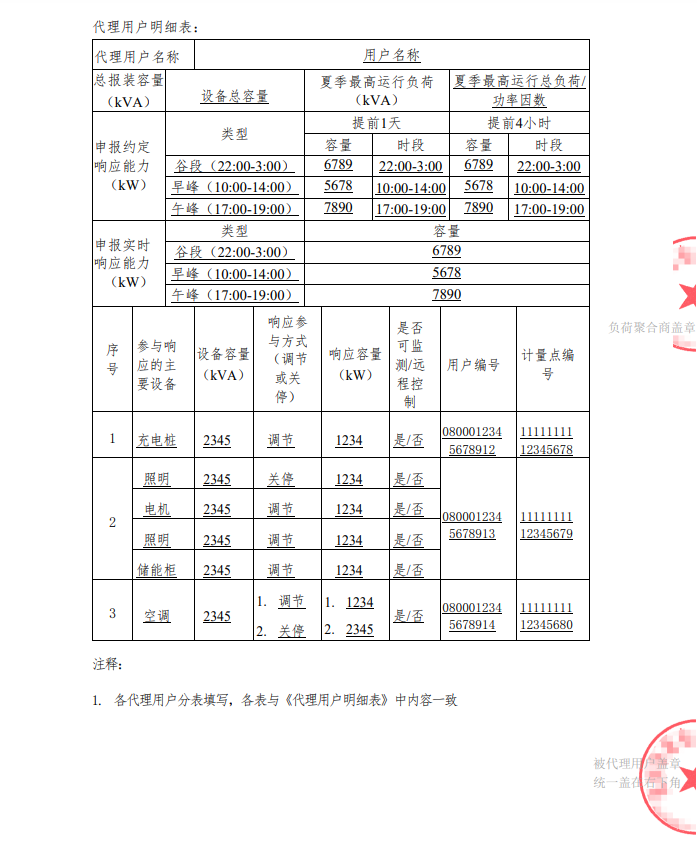 代理用户明细表：
代理用户名称 用户名称
总报装容量（kVA） 设备总容量 夏季最高运行负荷（kVA） 夏季最高运行总负荷/功率因数
申报约定响应能力（kW） 类型 提前1天 提前4小时
容量 时段 容量 时段
谷段（22:00-3:00） 6789 22:00-3:00 6789 22:00-3:00
早峰（10:00-14:00） 5678 10:00-14:00 5678 10:00-14:00
午峰（17:00-19:00） 7890 17:00-19:00 7890 17:00-19:00
申报实时响应能力（kW） 类型 容量
谷段（22:00-3:00） 6789
早峰（10:00-14:00） 5678
午峰（17:00-19:00） 7890
序号 参与响应的主要设备 设备容量（kVA） 响应参与方式（调节或关停） 响应容量（kW） 是否可监测/远程控制 用户编号 计量点编号
1 充电桩 2345 调节 1234 是/否 0800012345678912 1111111112345678
2 照明 2345 关停 1234 是/否 0800012345678913 1111111112345679
电机 2345 调节 1234 是/否
照明 2345 调节 1234 是/否
储能柜 2345 调节 1234 是/否
3 空调 2345 1. 调节 2. 关停 1. 1234 2. 2345 是/否 0800012345678914 1111111112345680
负荷聚合商盖章
注释：
1. 各代理用户分表填写，各表与《代理用户明细表》中内容一致
被代理用户盖章
统一盖在右下角